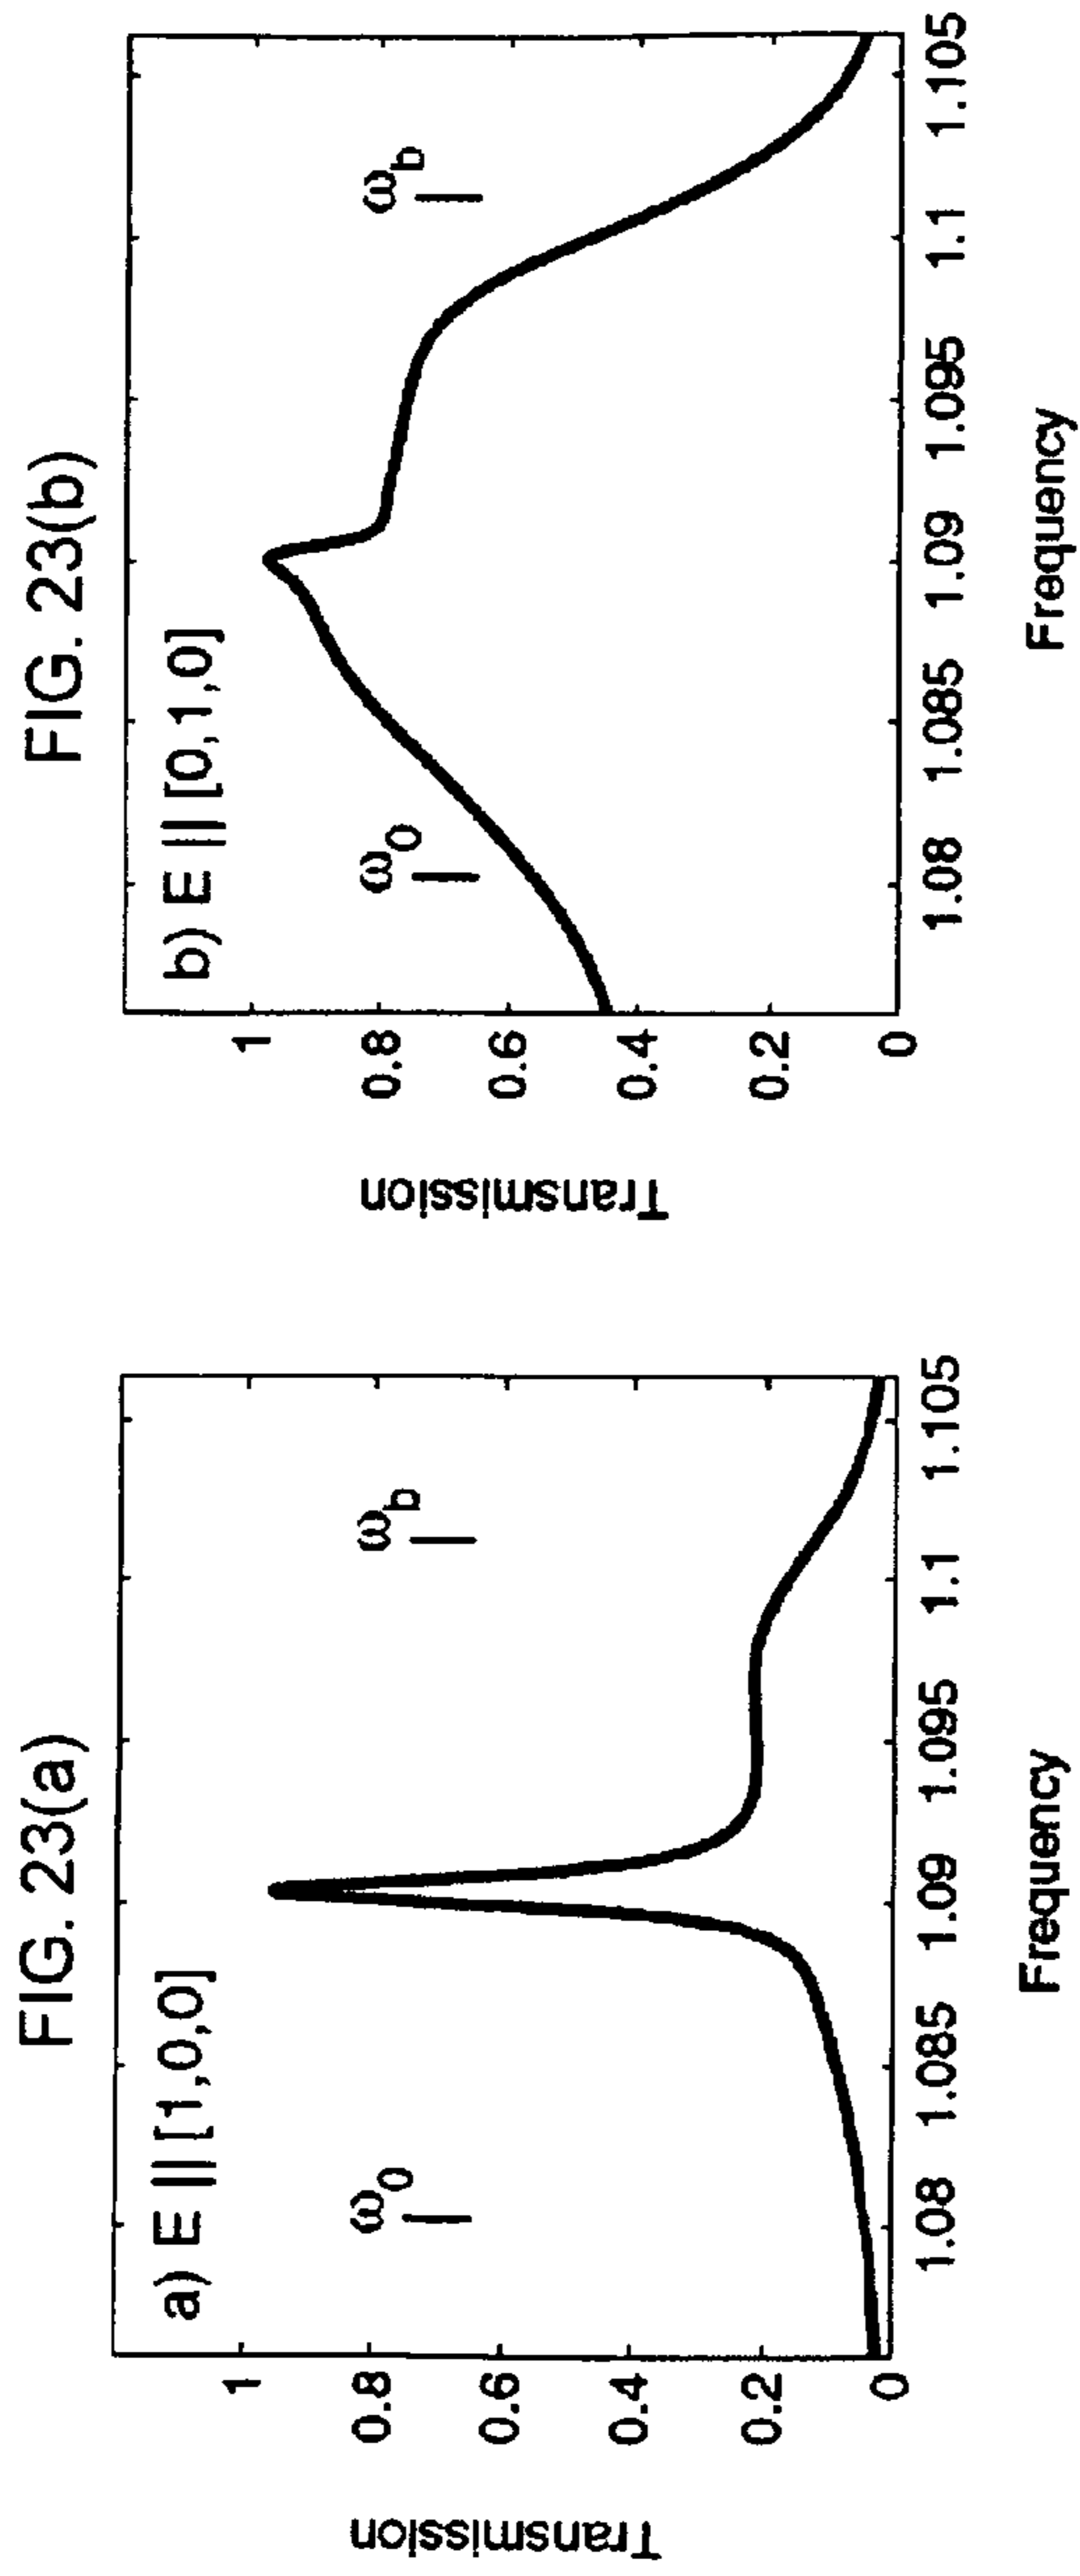 FIG. 23(a)
a) E || [1,0,0]
ω0
ωb
1
0.8
0.6
0.4
0.2
0
1.08
1.085
1.09
1.095
1.1
1.105
Transmission
Frequency
FIG. 23(b)
b) E || [0,1,0]
ω0
ωb
1
0.8
0.6
0.4
0.2
0
1.08
1.085
1.09
1.095
1.1
1.105
Transmission
Frequency